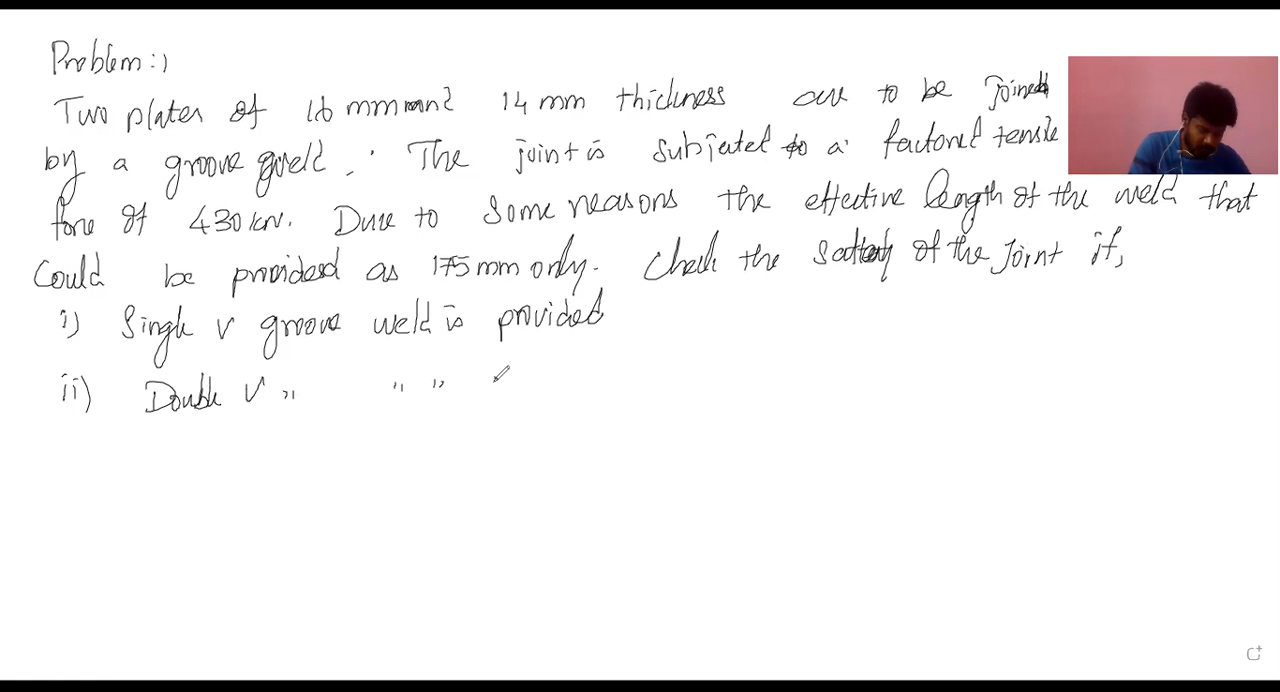 Problem:)
Two plates of 16 mm and 14 mm thickness are to be joined
by a groove weld. The joint is subjected to a factored tensile
force of 430 kN. Due to some reasons the effective length of the weld that
could be provided as 175 mm only. Check the safety of the joint if,
i) Single V groove weld is provided
ii) Double V " " "